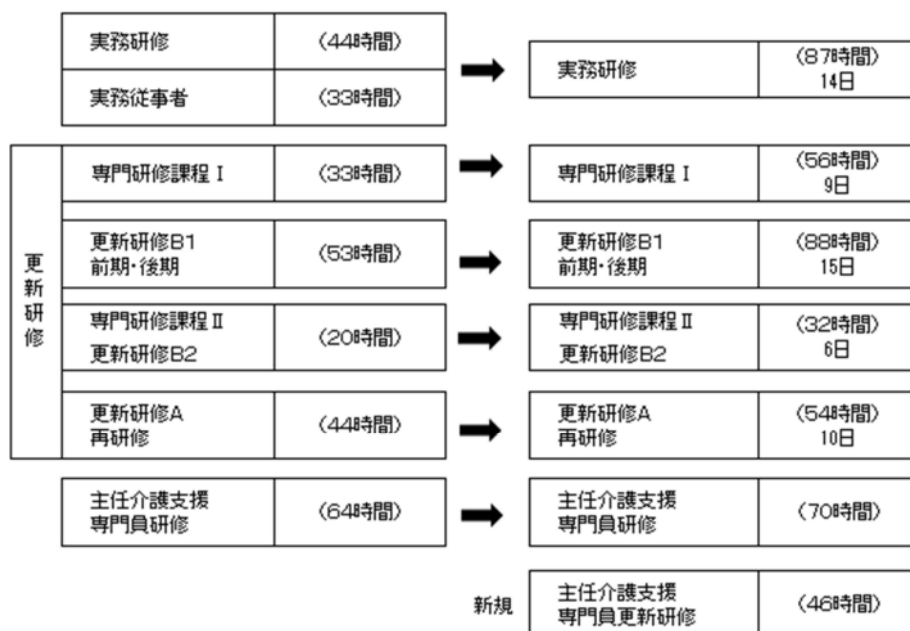 実務研修 (44時間)
実務従事者 (33時間)
実務研修 (87時間)
14日
更新研修
専門研修課程Ⅰ (33時間)
専門研修課程Ⅰ (56時間)
9日
更新研修B1
前期・後期
(53時間)
更新研修B1
前期・後期
(88時間)
15日
専門研修課程Ⅱ
更新研修B2
(20時間)
専門研修課程Ⅱ
更新研修B2
(32時間)
6日
更新研修A
再研修
(44時間)
更新研修A
再研修
(54時間)
10日
主任介護支援
専門員研修
(64時間)
主任介護支援
専門員研修
(70時間)
新規
主任介護支援
専門員更新研修
(46時間)